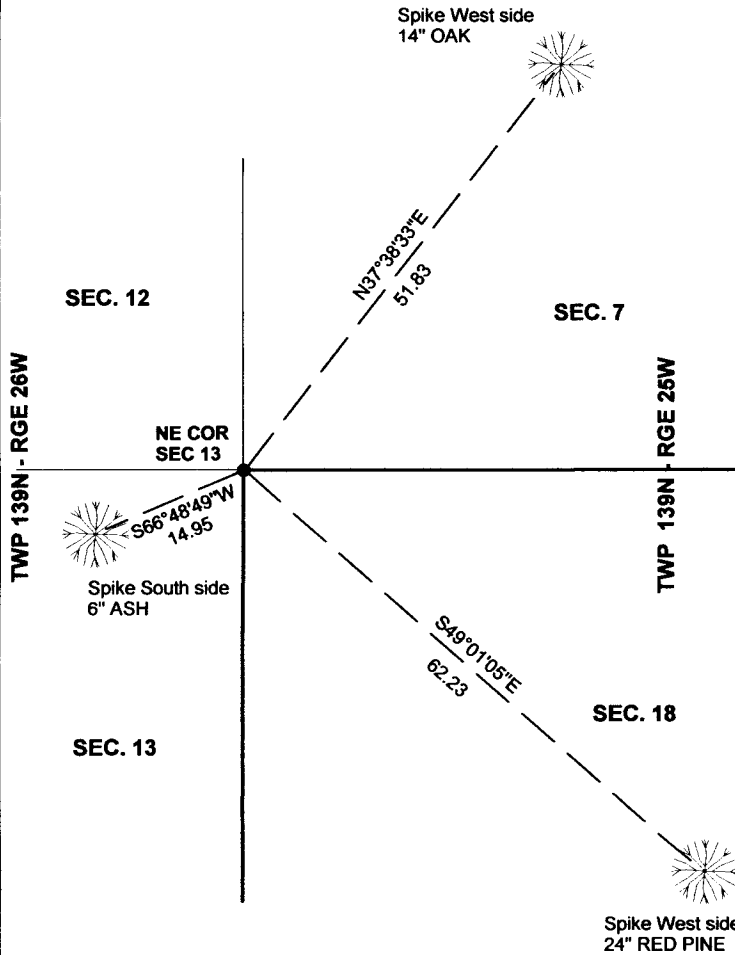 Spike West side
14" OAK
N37°38'33"E
51.83
SEC. 12
SEC. 7
TWP 139N - RGE 26W
TWP 139N - RGE 25W
NE COR
SEC 13
S66°48'49"W
14.95
Spike South side
6" ASH
S49°01'05"E
62.23
SEC. 18
SEC. 13
Spike West side
24" RED PINE